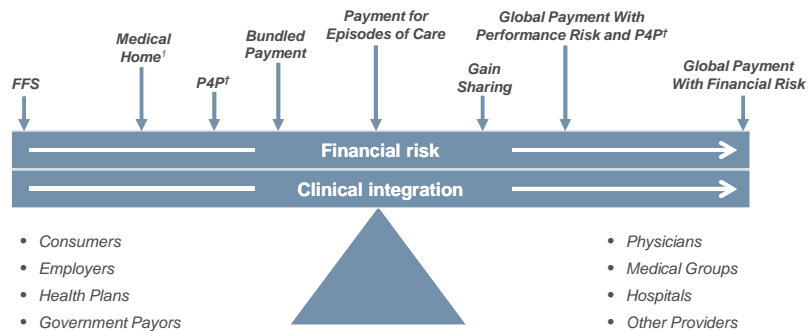 FFS
Medical
Home¹
P4P†
Bundled
Payment
Payment for
Episodes of Care
Gain
Sharing
Global Payment With
Performance Risk and P4P†
Global Payment
With Financial Risk
Financial risk
Clinical integration
• Consumers
• Employers
• Health Plans
• Government Payors
• Physicians
• Medical Groups
• Hospitals
• Other Providers